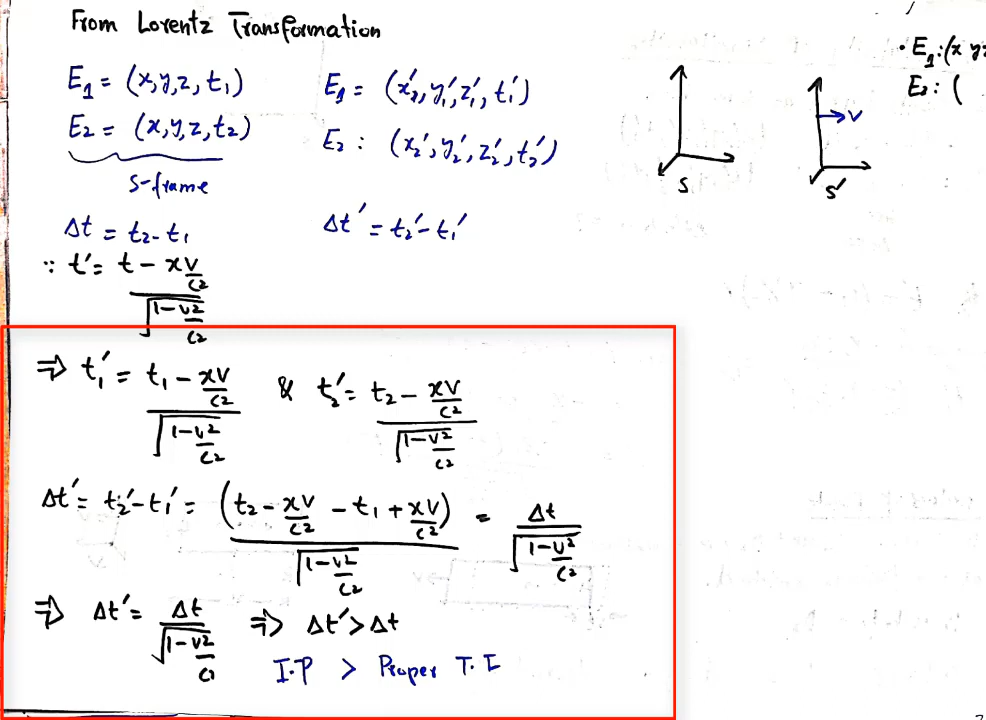 From Lorentz Transformation
E1 = (x,y,z,t1)
E1 = (x2',y1',z1',t1')
E2 = (x,y,z,t2)
E2 : (x2',y2',z2',t2')
S-frame
S
S'
→v
• E1:(x y
E2: (
Δt = t2 - t1
Δt' = t2' - t1'
∵ t' = (t - xv/c2)/√(1 - v2/c2)
⇒ t1' = (t1 - xv/c2)/√(1 - v2/c2) & t2' = (t2 - xv/c2)/√(1 - v2/c2)
Δt' = t2' - t1' = (t2 - xv/c2 - t1 + xv/c2)/√(1 - v2/c2) = Δt/√(1 - v2/c2)
⇒ Δt' = Δt/√(1 - v2/c) ⇒ Δt' > Δt
I.P > Proper T.I